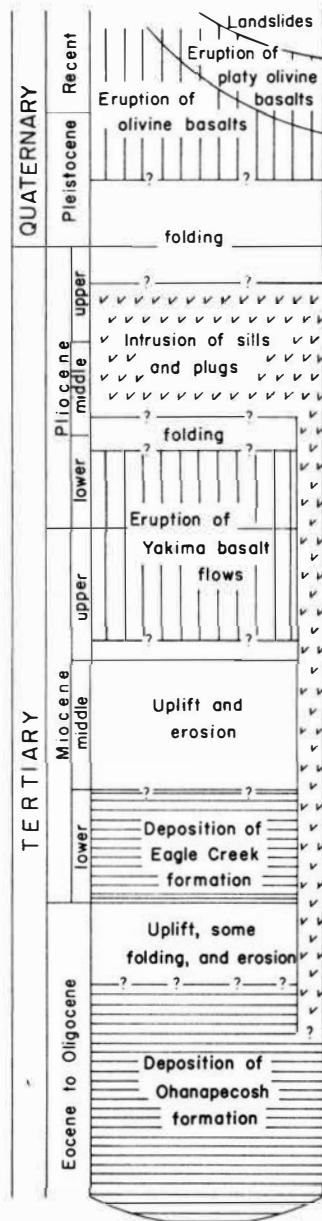 QUATERNARY
Recent
Pleistocene
Landslides
Eruption of
platy olivine
basalts
Eruption of
olivine basalts
? ?
folding
TERTIARY
Pliocene
upper
middle
lower
? ?
Intrusion of sills
and plugs
? ?
folding
? ?
Eruption of
Yakima basalt
flows
? ?
Miocene
upper
middle
lower
Uplift and
erosion
? ?
Deposition of
Eagle Creek
formation
Eocene to Oligocene
Uplift, some
folding, and erosion
? ? ? ?
?
Deposition of
Ohanapecosh
formation